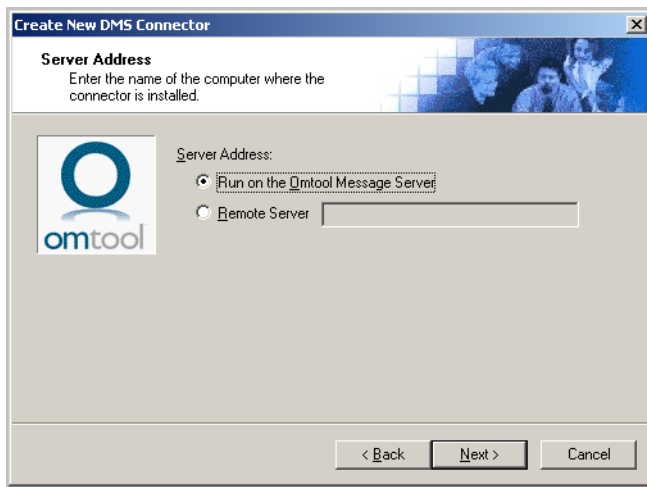 Create New DMS Connector
Server Address
Enter the name of the computer where the
connector is installed.
omtool
Server Address:
Run on the Omtool Message Server
Remote Server
< Back
Next >
Cancel